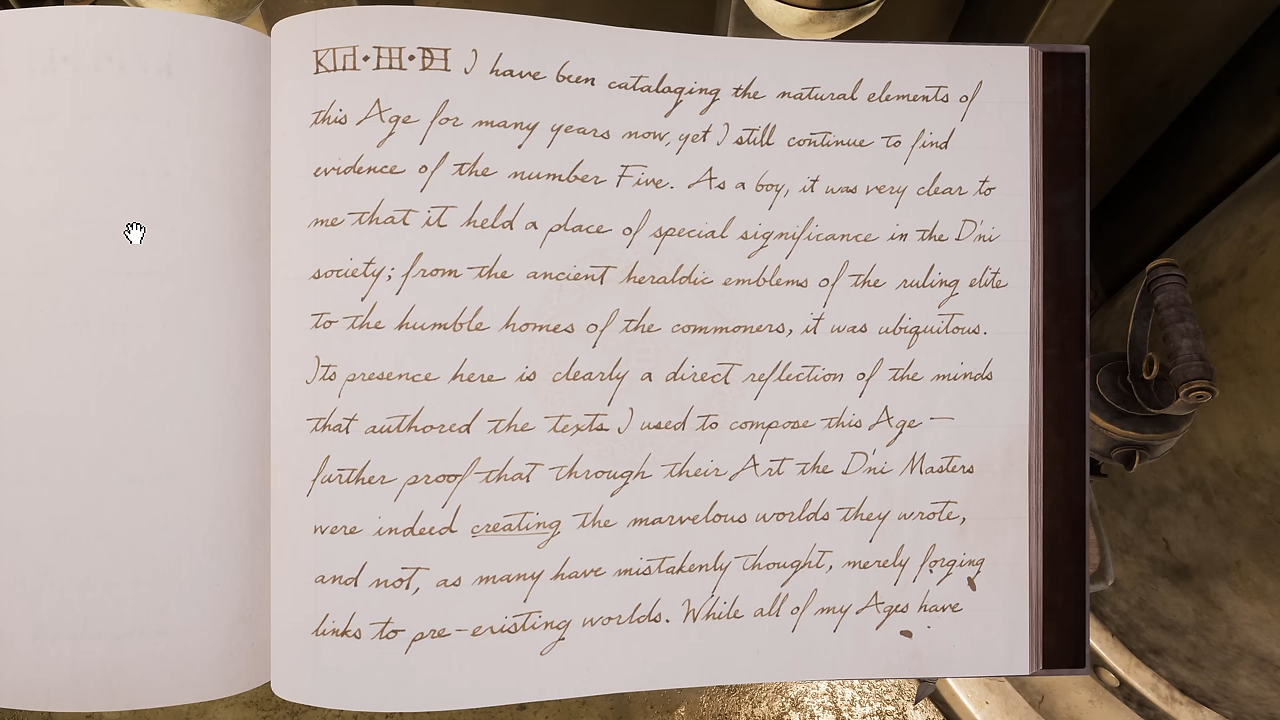 I have been cataloging the natural elements of
this Age for many years now, yet I still continue to find
evidence of the number Five. As a boy, it was very clear to
me that it held a place of special significance in the D'ni
society; from the ancient heraldic emblems of the ruling elite
to the humble homes of the commoners, it was ubiquitous.
Its presence here is clearly a direct reflection of the minds
that authored the texts I used to compose this Age —
further proof that through their Art the D'ni Masters
were indeed creating the marvelous worlds they wrote,
and not, as many have mistakenly thought, merely forging
links to pre-existing worlds. While all of my Ages have